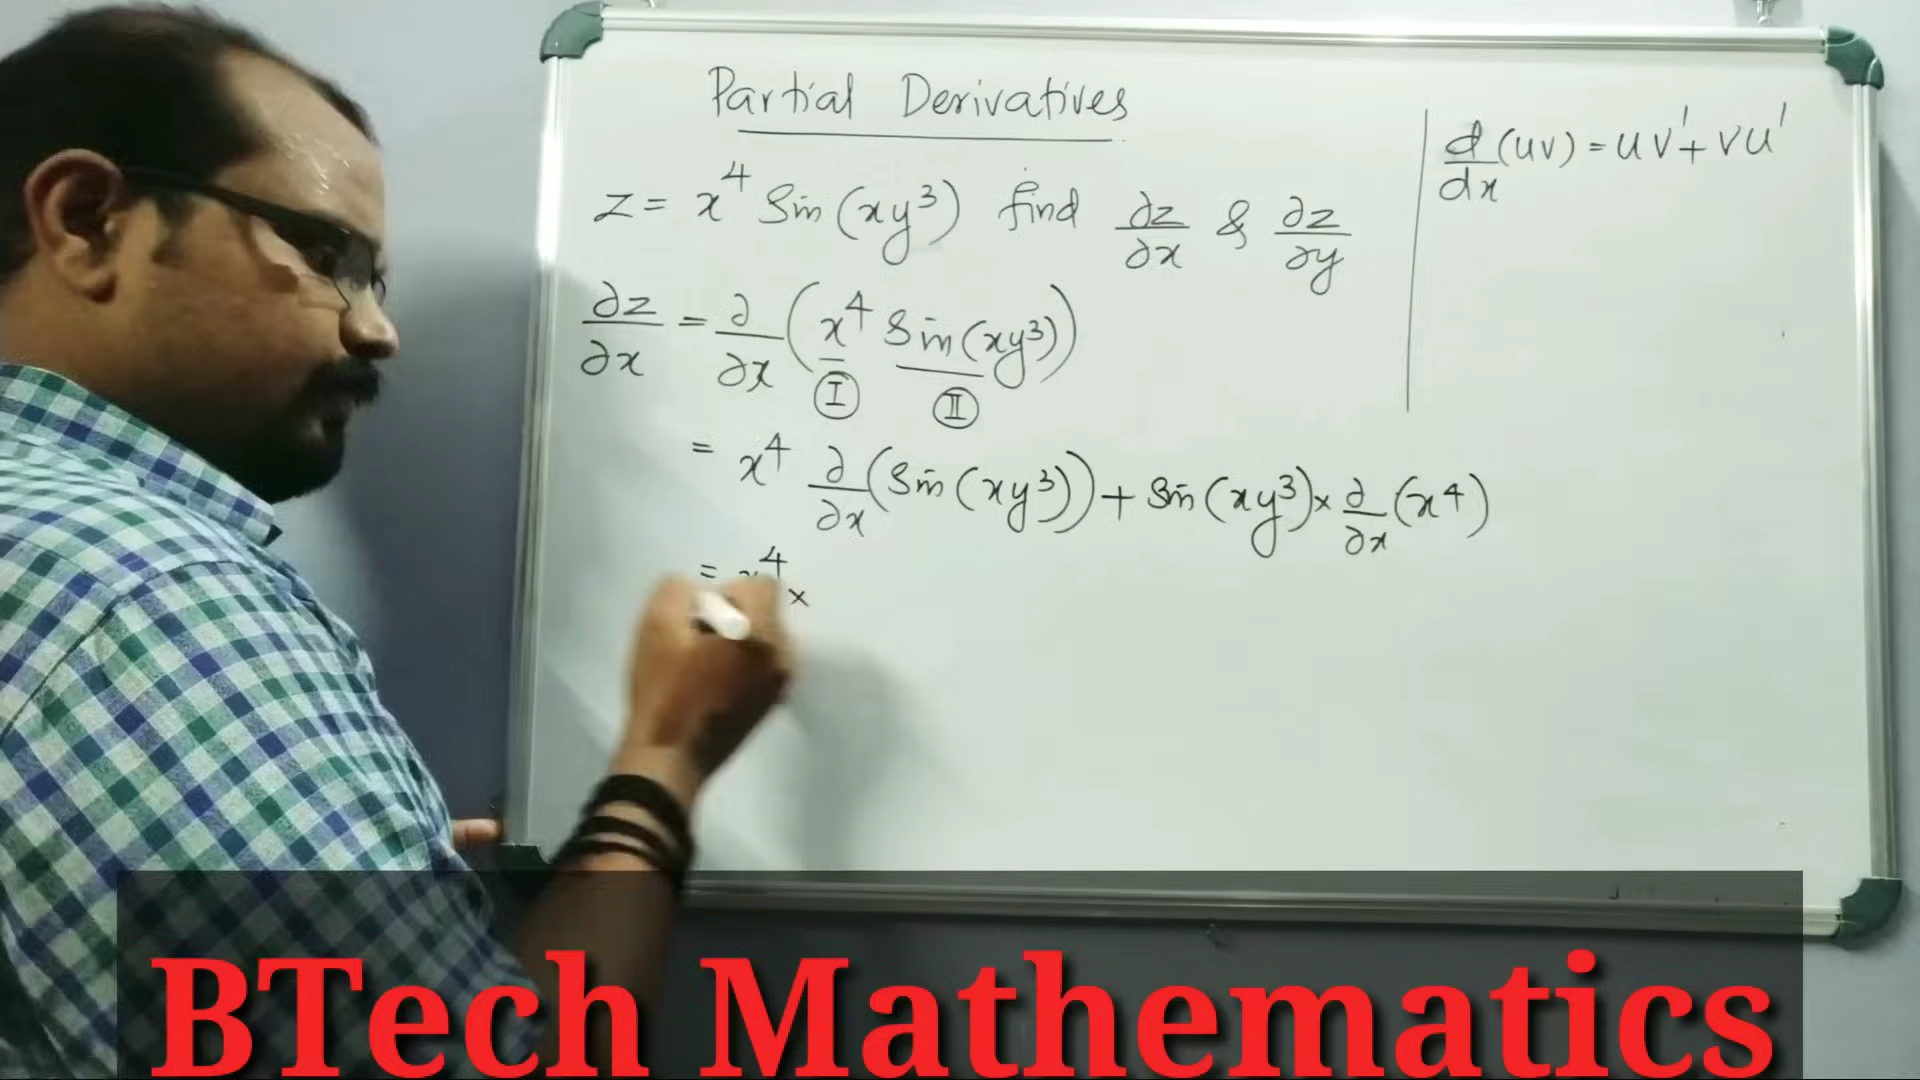 Partial Derivatives
z = x⁴ Sin(xy³) find ∂z/∂x & ∂z/∂y
∂z/∂x = ∂/∂x (x⁴ Sin(xy³))
Ⅰ Ⅱ
= x⁴ ∂/∂x (Sin(xy³)) + Sin(xy³) × ∂/∂x (x⁴)
= x⁴ ×
d/dx (uv) = uv' + vu'
BTech Mathematics